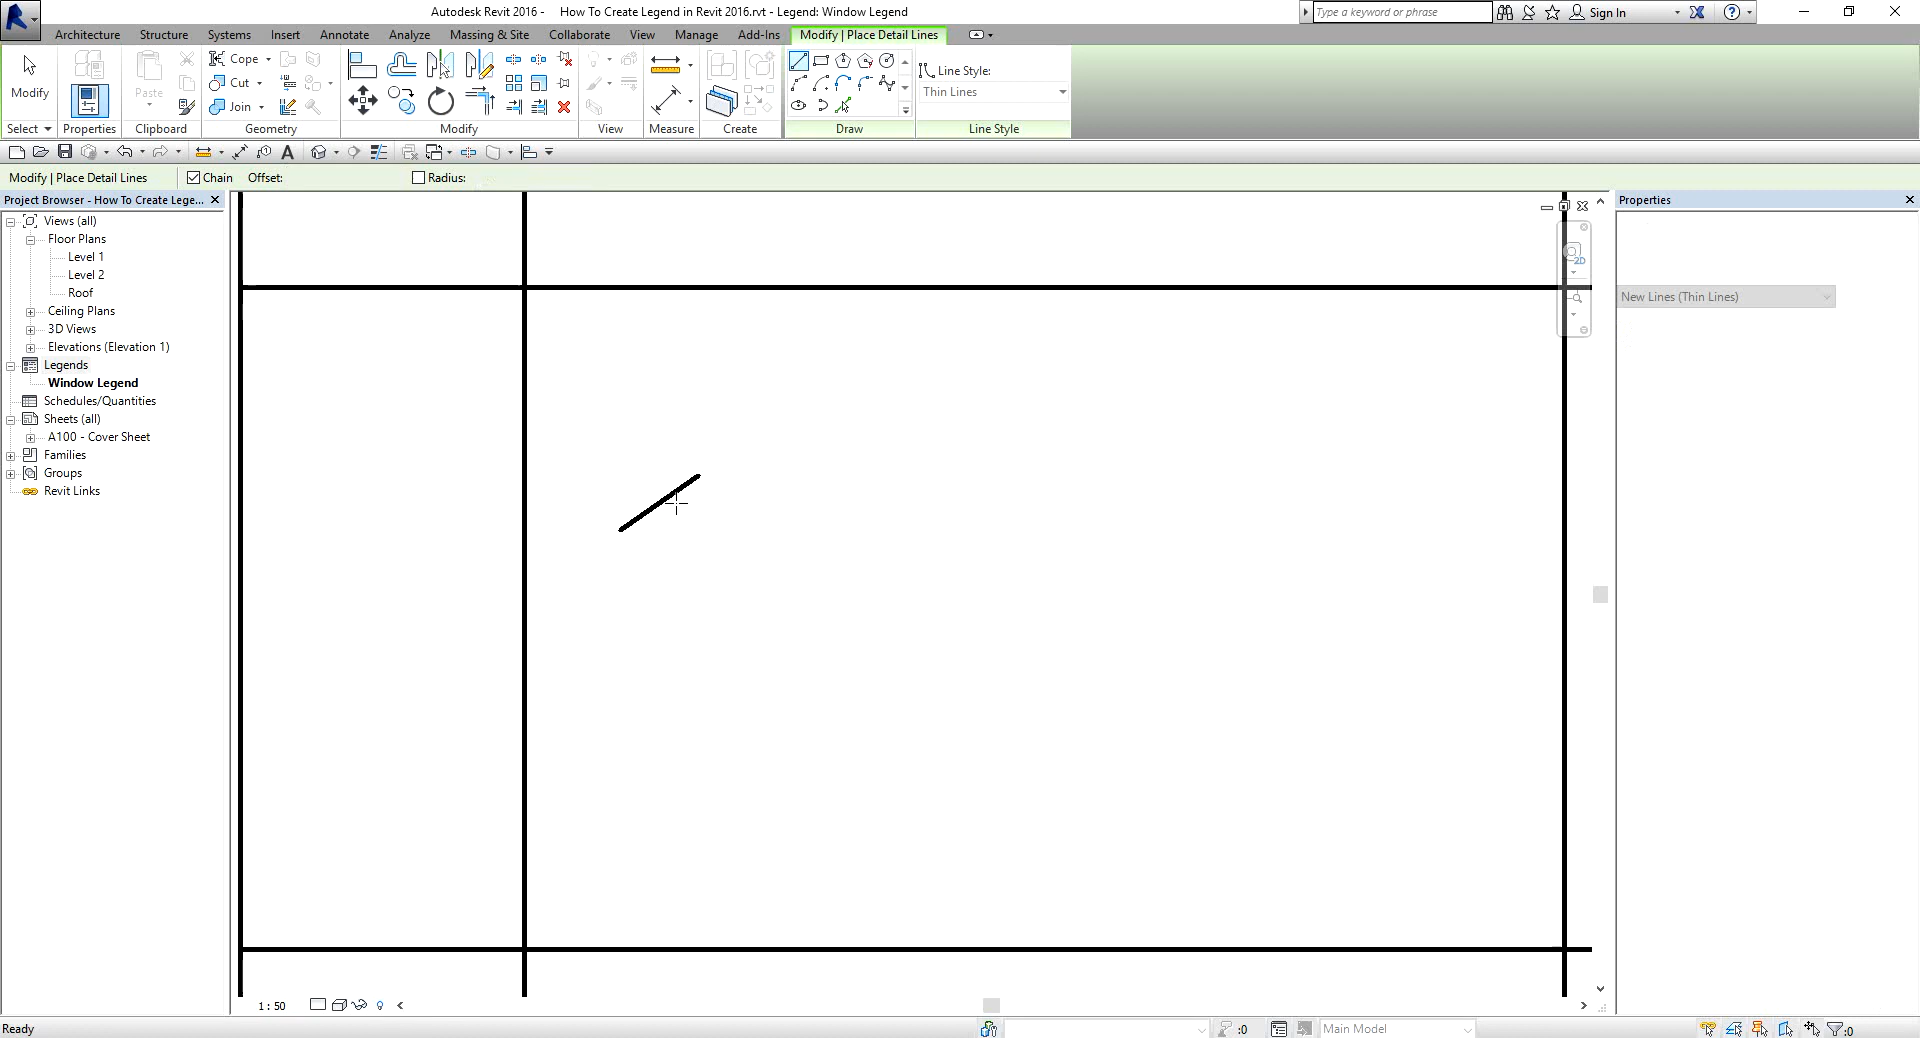 Autodesk Revit 2016 - How To Create Legend in Revit 2016.rvt - Legend: Window Legend
Type a keyword or phrase
Sign In
Architecture Structure Systems Insert Annotate Analyze Massing & Site Collaborate View Manage Add-Ins Modify | Place Detail Lines
Modify
Paste
Cope
Cut
Join
Line Style:
Thin Lines
Select Properties Clipboard Geometry Modify View Measure Create Draw Line Style
Modify | Place Detail Lines Chain Offset: Radius:
Project Browser - How To Create Lege...
Views (all)
Floor Plans
Level 1
Level 2
Roof
Ceiling Plans
3D Views
Elevations (Elevation 1)
Legends
Window Legend
Schedules/Quantities
Sheets (all)
A100 - Cover Sheet
Families
Groups
Revit Links
2D
Properties
New Lines (Thin Lines)
1 : 50
Ready
:0
Main Model
:0